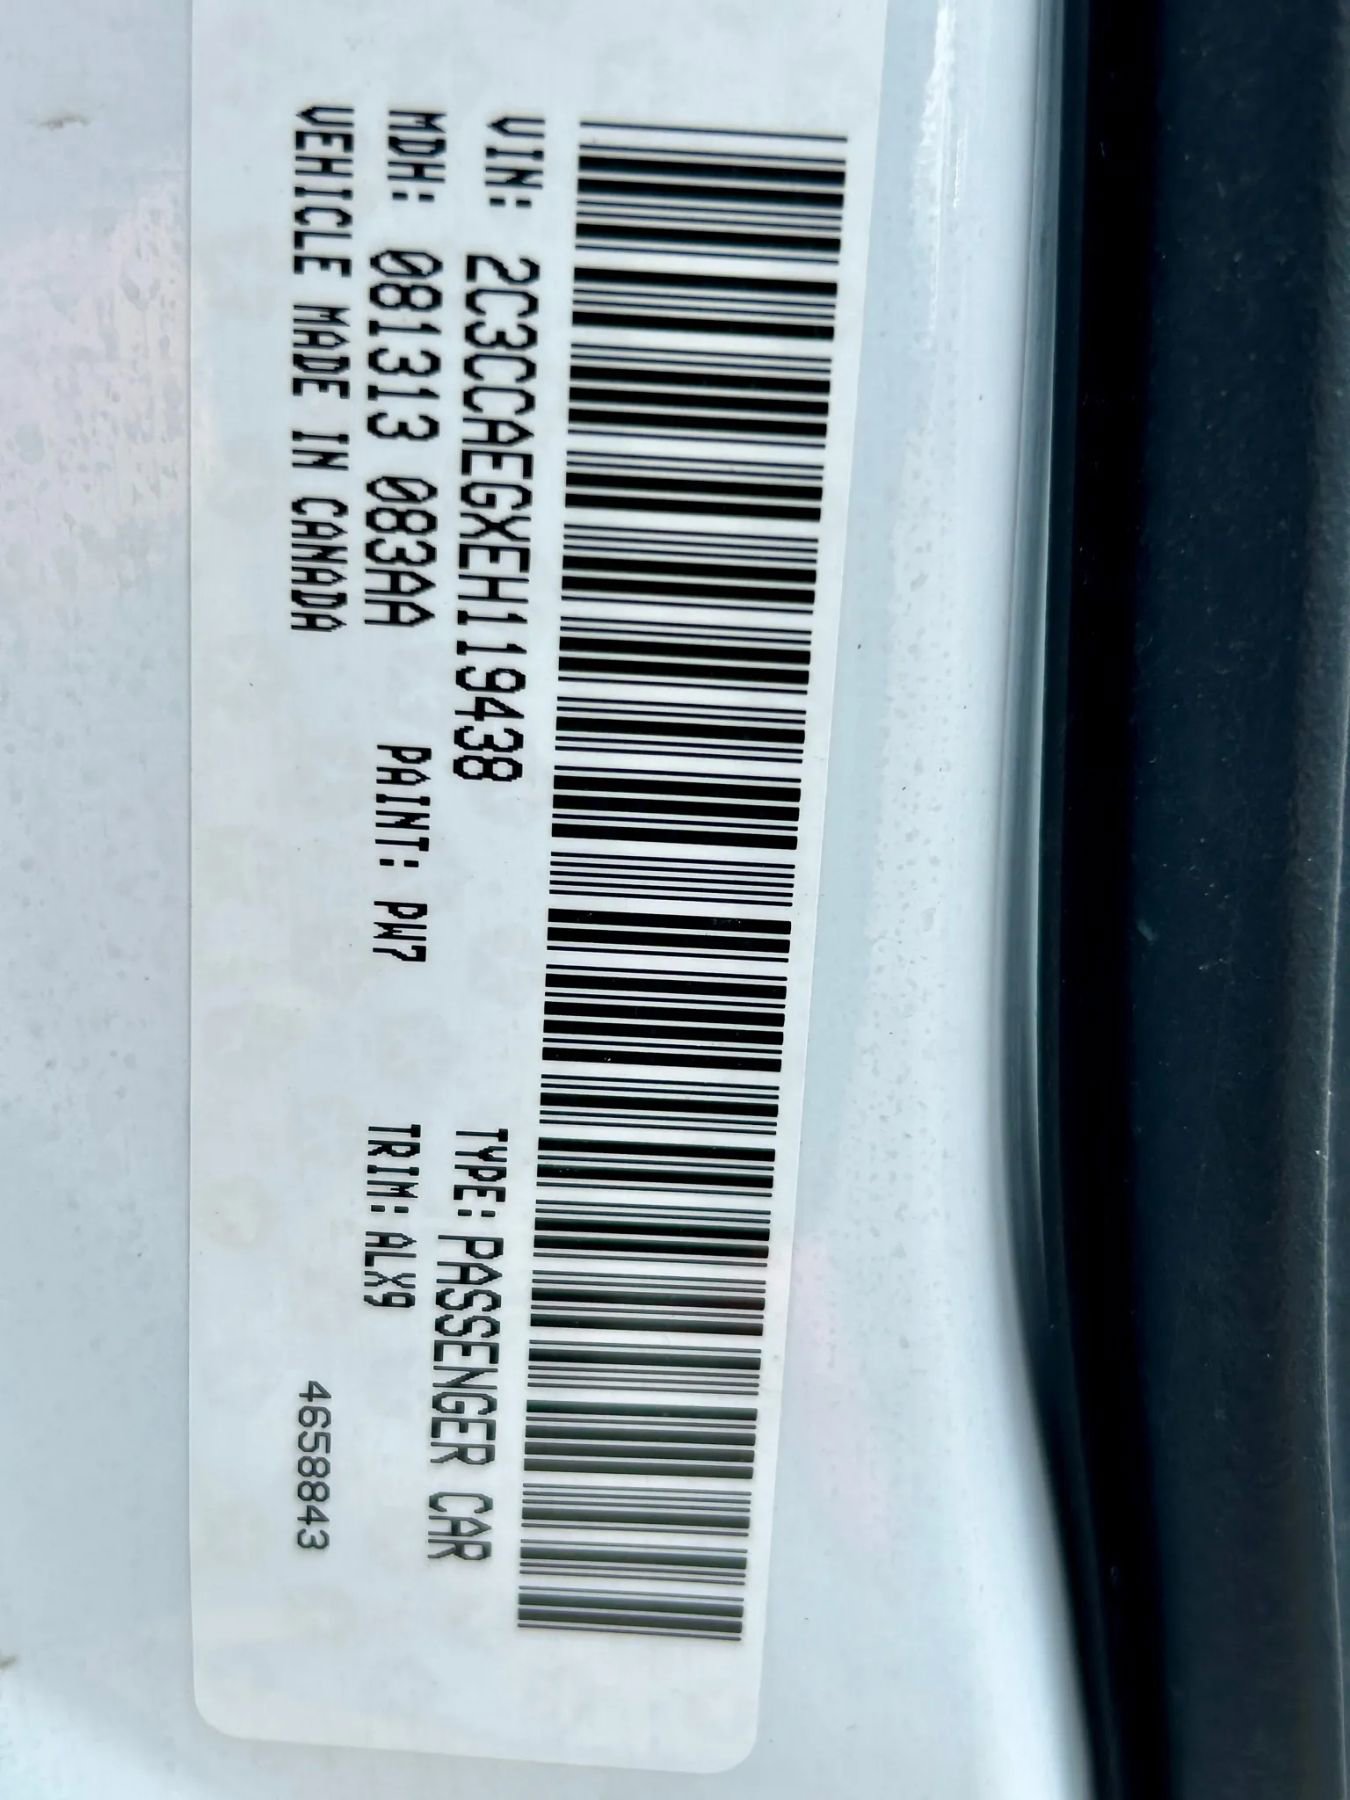 VIN: 2C3CCAEGXEH119438 TYPE: PASSENGER CAR
MDH: 081313 083AA PAINT: PW7 TRIM: ALX9
VEHICLE MADE IN CANADA 4658843